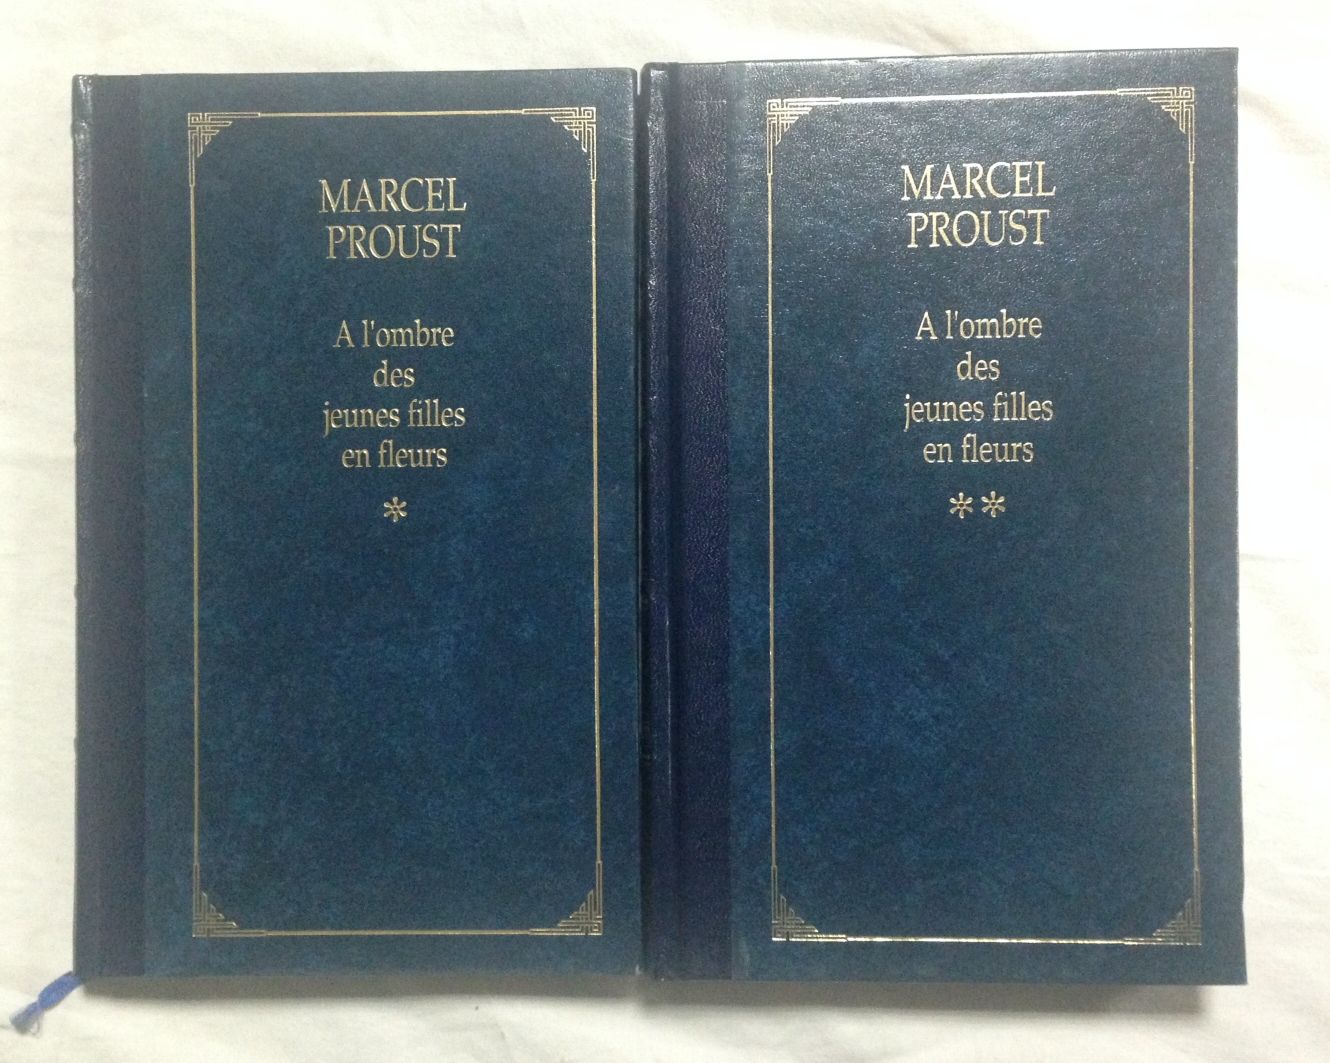 MARCEL
PROUST
A l'ombre
des
jeunes filles
en fleurs
*
MARCEL
PROUST
A l'ombre
des
jeunes filles
en fleurs
**